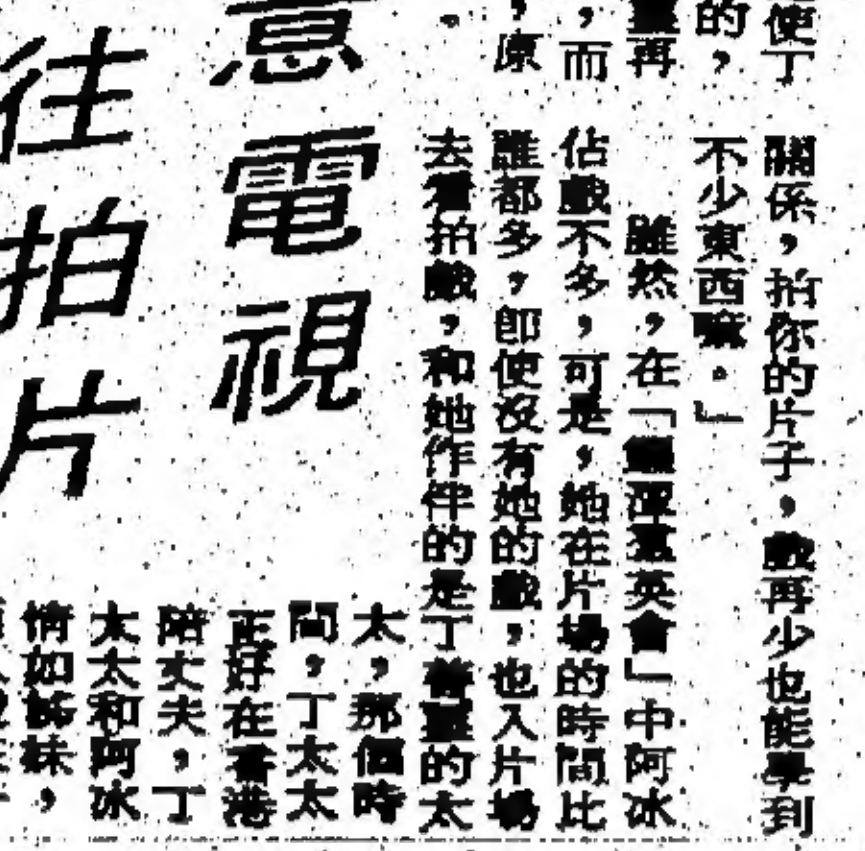 使丁
的，
璽再
，而
，原
。
關係，拍你的片子，戲再少也能學到
不少東西嘛。」
雖然，在「潭英會」中阿冰
佔戲不多，可是，她在片場的時間比
誰都多，即使沒有她的戲，也入片場
去看拍戲，和她作伴的是丁善璽的太
太，那個時
間，丁太太
正好在香港
陪丈夫，丁
太太和阿冰
情如姊妹，
意電視
往拍片